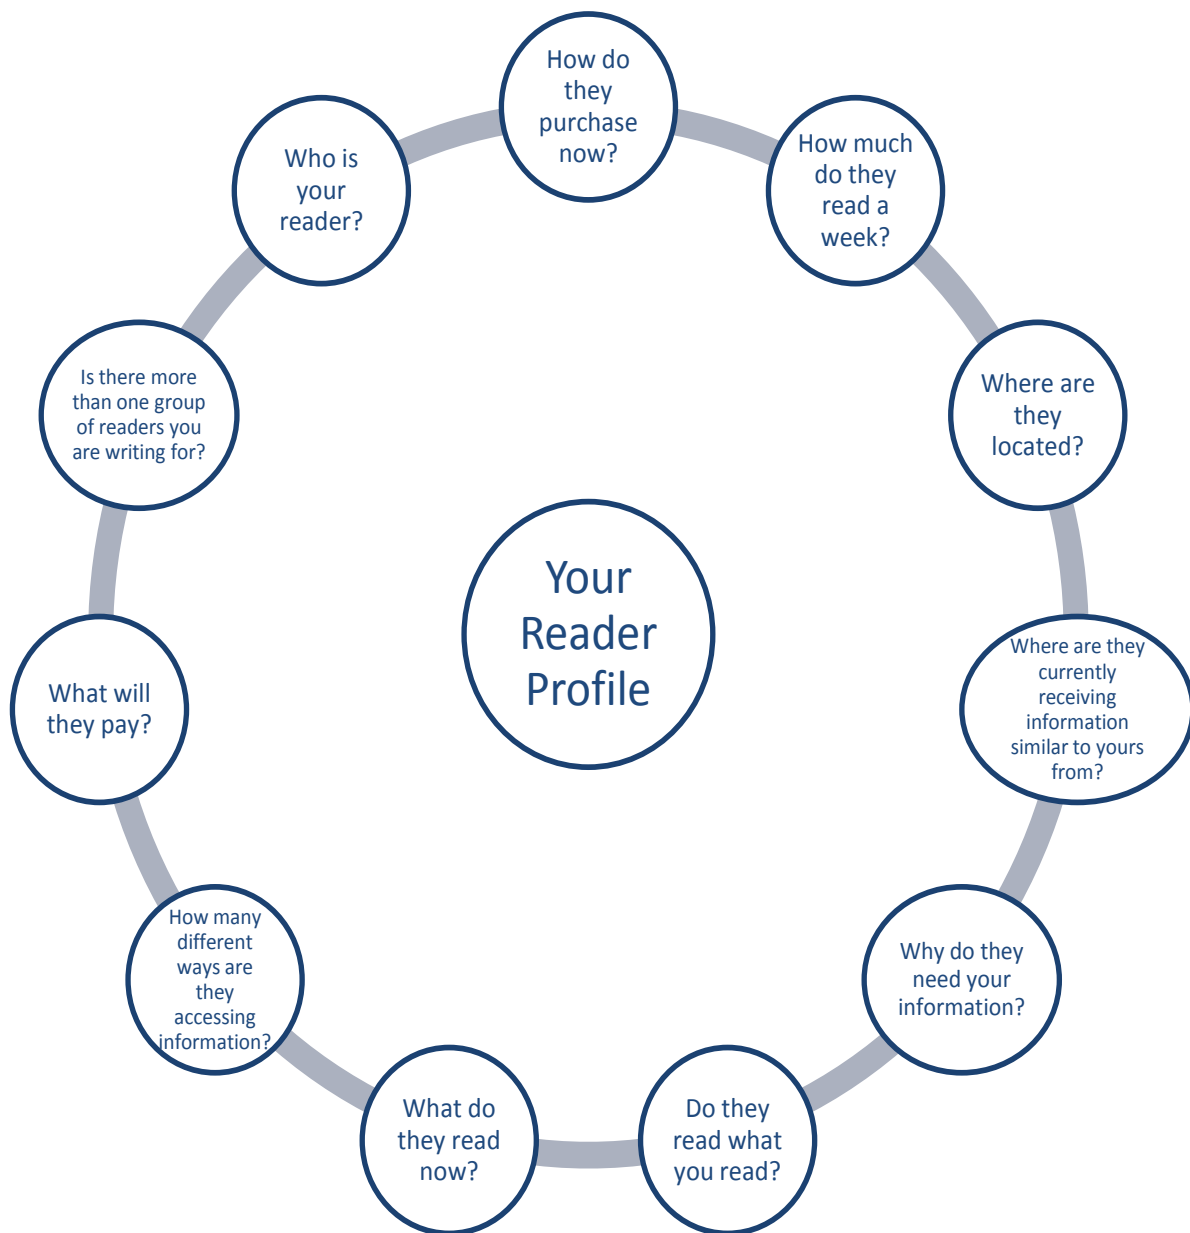 How do
they
purchase
now?
How much
do they
read a
week?
Where are
they
located?
Where are they
currently
receiving
information
similar to yours
from?
Why do they
need your
information?
Do they
read what
you read?
What do
they read
now?
How many
different
ways are
they
accessing
information?
What will
they pay?
Is there more
than one group
of readers you
are writing for?
Who is
your
reader?
Your
Reader
Profile